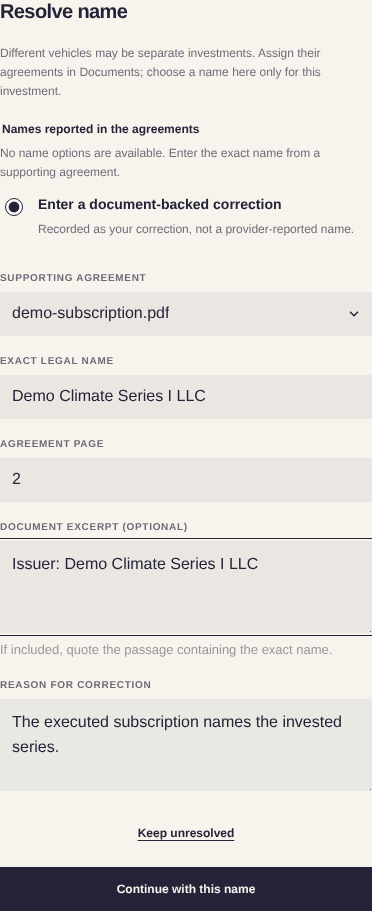 Resolve name
Different vehicles may be separate investments. Assign their
agreements in Documents; choose a name here only for this
investment.
Names reported in the agreements
No name options are available. Enter the exact name from a
supporting agreement.
Enter a document-backed correction
Recorded as your correction, not a provider-reported name.
SUPPORTING AGREEMENT
demo-subscription.pdf
EXACT LEGAL NAME
Demo Climate Series I LLC
AGREEMENT PAGE
2
DOCUMENT EXCERPT (OPTIONAL)
Issuer: Demo Climate Series I LLC
If included, quote the passage containing the exact name.
REASON FOR CORRECTION
The executed subscription names the invested
series.
Keep unresolved
Continue with this name